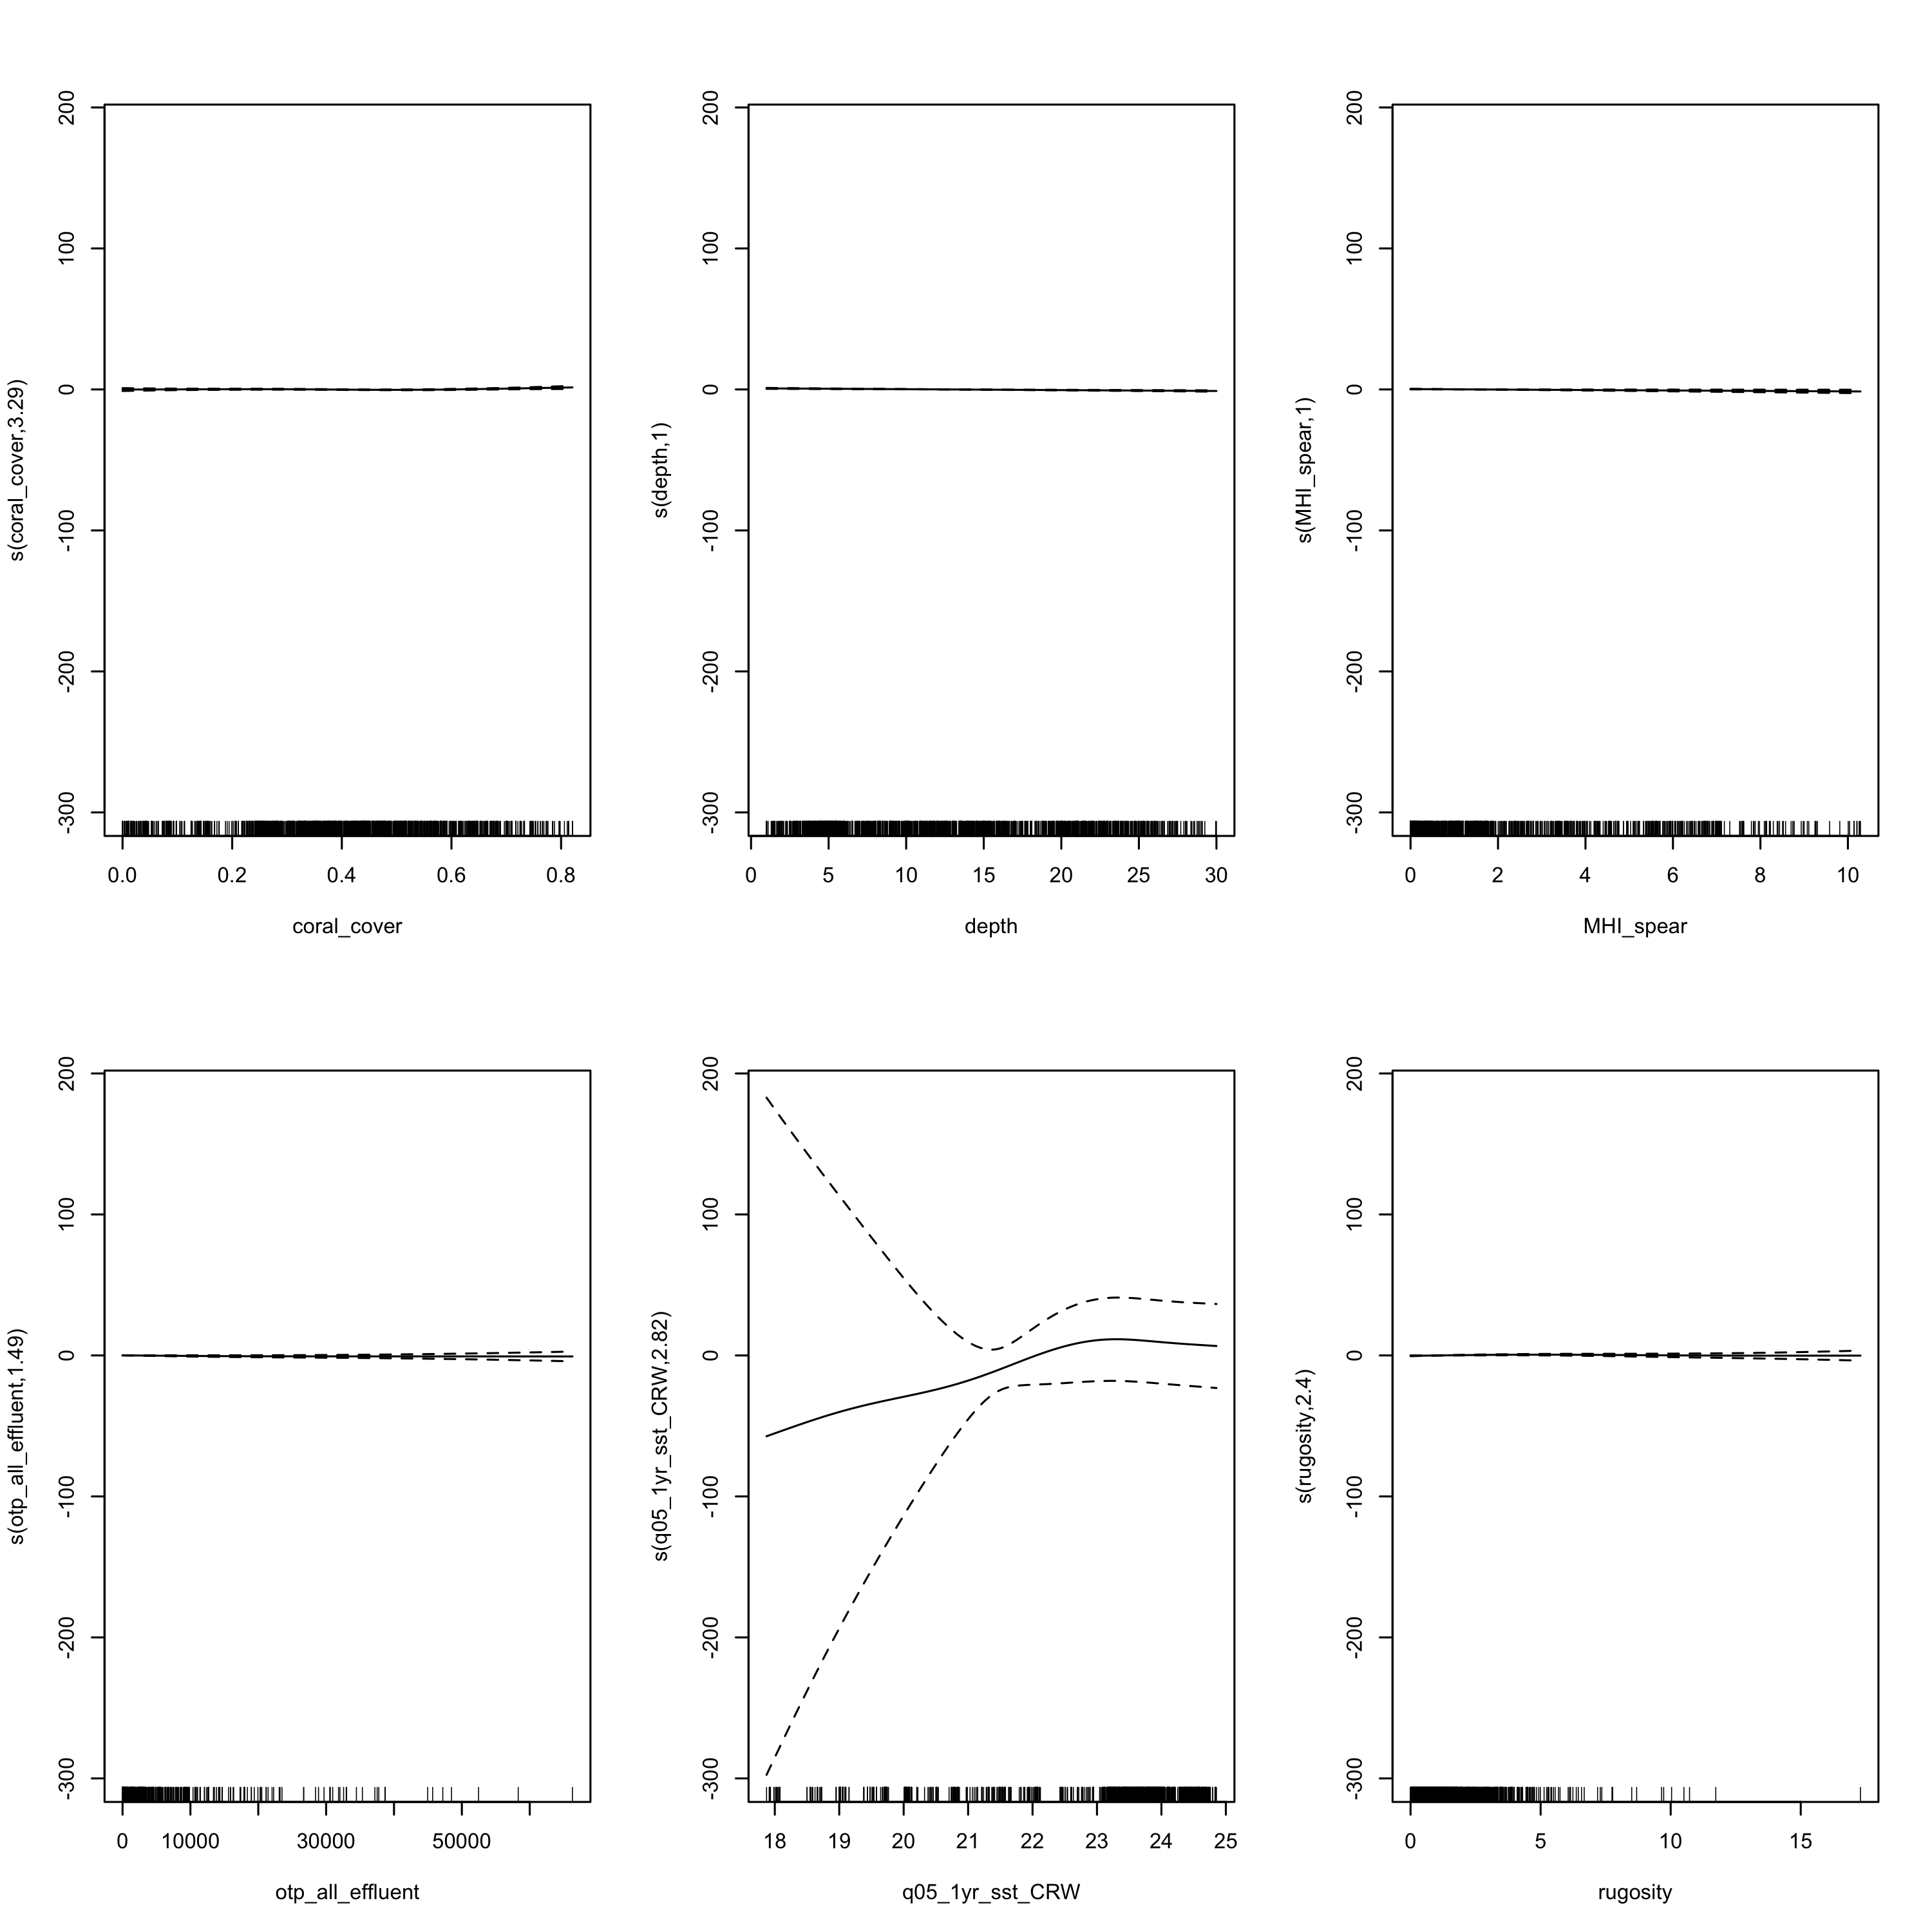 s(coral_cover,3.29)
200
100
0
-100
-200
-300
0.0 0.2 0.4 0.6 0.8
coral_cover
s(depth,1)
200
100
0
-100
-200
-300
0 5 10 15 20 25 30
depth
s(MHI_spear,1)
200
100
0
-100
-200
-300
0 2 4 6 8 10
MHI_spear
s(otp_all_effluent,1.49)
200
100
0
-100
-200
-300
0 10000 30000 50000
otp_all_effluent
s(q05_1yr_sst_CRW,2.82)
200
100
0
-100
-200
-300
18 19 20 21 22 23 24 25
q05_1yr_sst_CRW
s(rugosity,2.4)
200
100
0
-100
-200
-300
0 5 10 15
rugosity